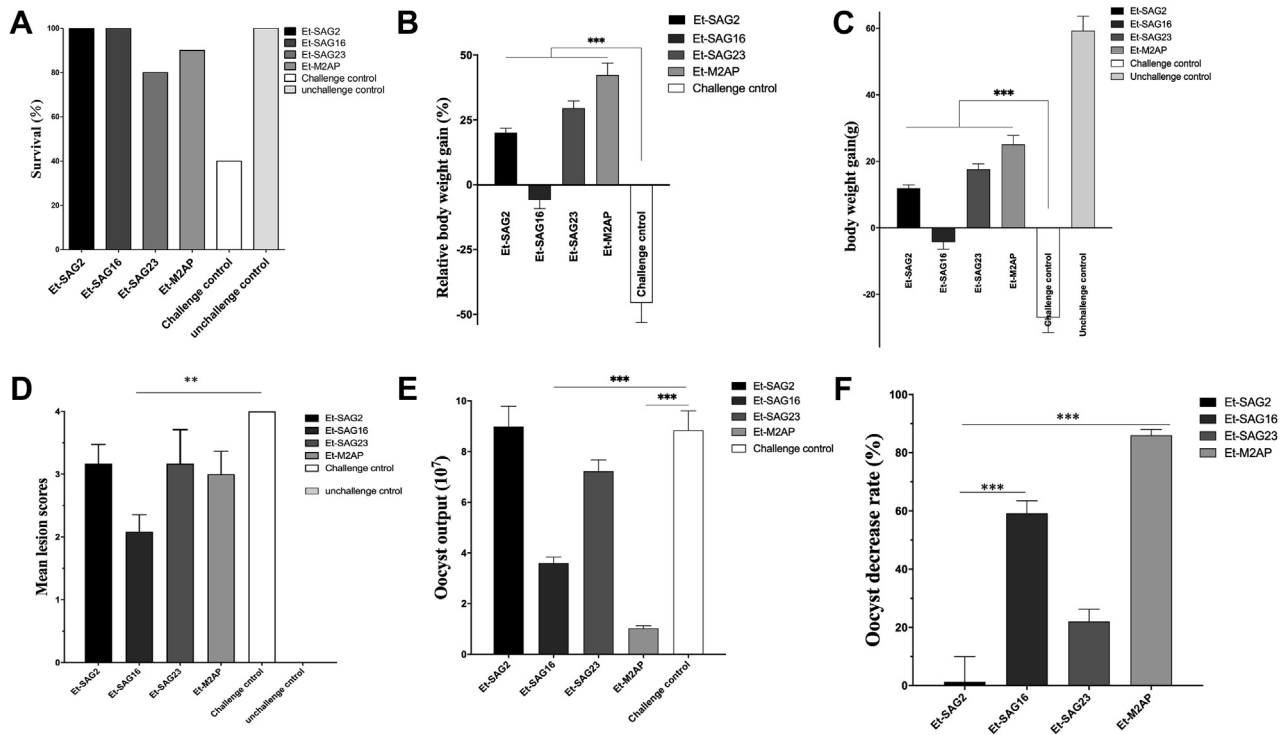 A
Survival (%)
100
80
60
40
20
0
Et-SAG2
Et-SAG16
Et-SAG23
Et-M2AP
Challenge control
unchallenge control
Et-SAG2
Et-SAG16
Et-SAG23
Et-M2AP
Challenge control
unchallenge control
B
Relative body weight gain (%)
50
25
0
-25
-50
***
Et-SAG2
Et-SAG16
Et-SAG23
Et-M2AP
Challenge cntrol
Et-SAG2
Et-SAG16
Et-SAG23
Et-M2AP
Challenge cntrol
C
body weight gain(g)
60
40
20
0
-20
***
Et-SAG2
Et-SAG16
Et-SAG23
Et-M2AP
Challenge control
Unchallenge control
Et-SAG2
Et-SAG16
Et-SAG23
Et-M2AP
Challenge control
Unchallenge control
D
Mean lesion scores
4
3
2
1
0
**
Et-SAG2
Et-SAG16
Et-SAG23
Et-M2AP
Challenge cntrol
unchallenge cntrol
Et-SAG2
Et-SAG16
Et-SAG23
Et-M2AP
Challenge cntrol
unchallenge cntrol
E
Oocyst output (10⁷)
10
8
6
4
2
0
***
***
Et-SAG2
Et-SAG16
Et-SAG23
Et-M2AP
Challenge control
Et-SAG2
Et-SAG16
Et-SAG23
Et-M2AP
Challenge cntrol
F
Oocyst decrease rate (%)
100
80
60
40
20
0
***
***
Et-SAG2
Et-SAG16
Et-SAG23
Et-M2AP
Et-SAG2
Et-SAG16
Et-SAG23
Et-M2AP